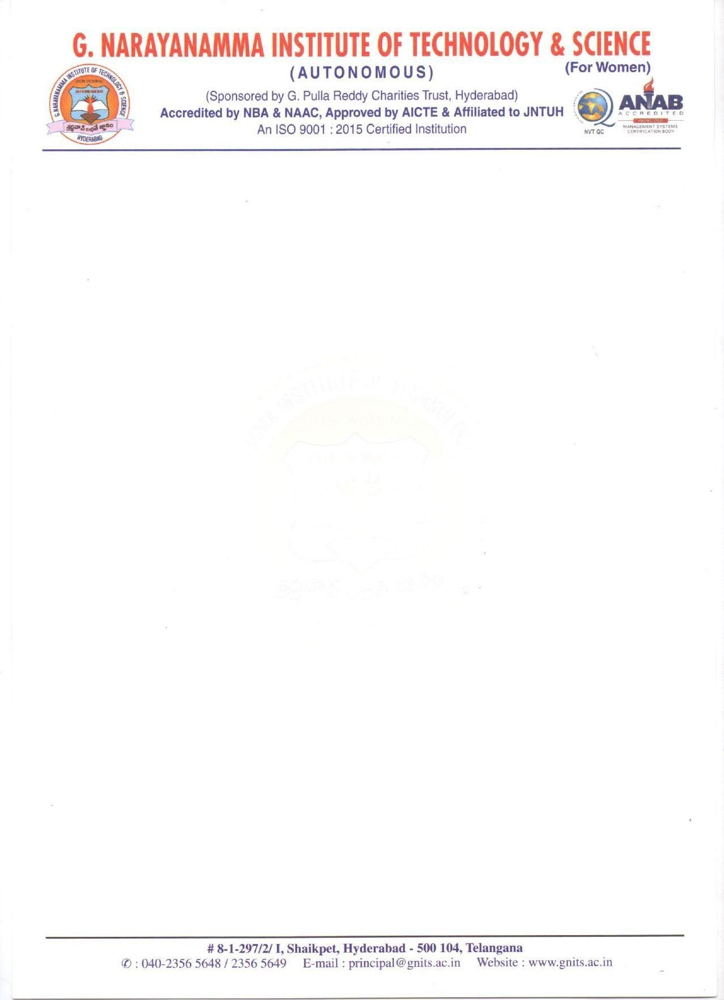 G. NARAYANAMMA INSTITUTE OF TECHNOLOGY & SCIENCE
(AUTONOMOUS)
(For Women)
(Sponsored by G. Pulla Reddy Charities Trust, Hyderabad)
Accredited by NBA & NAAC, Approved by AICTE & Affiliated to JNTUH
An ISO 9001 : 2015 Certified Institution
G.NARAYANAMMA INSTITUTE OF TECHNOLOGY & SCIENCE
(FOR WOMEN)
AUTONOMOUS
శ్రద్ధవాన్ లభతే జ్ఞానం
HYDERABAD
NVT QC
ANAB
ACCREDITED
MANAGEMENT SYSTEMS
CERTIFICATION BODY
# 8-1-297/2/ I, Shaikpet, Hyderabad - 500 104, Telangana
✆ : 040-2356 5648 / 2356 5649 E-mail : principal@gnits.ac.in Website : www.gnits.ac.in